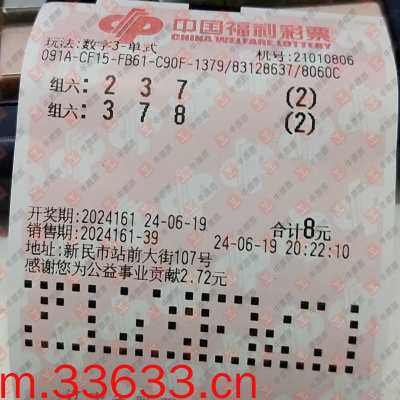 中国福利彩票
CHINA WELFARE LOTTERY
玩法:数字3-单式 机号:21010806
091A-CF15-FB61-C90F-1379/83128637/8060C
组六: 2 3 7 (2)
组六: 3 7 8 (2)
开奖期:2024161 24-06-19 合计8元
销售期:2024161-39 24-06-19 20:22:10
地址:新民市站前大街107号
感谢您为公益事业贡献2.72元
m.33633.cn